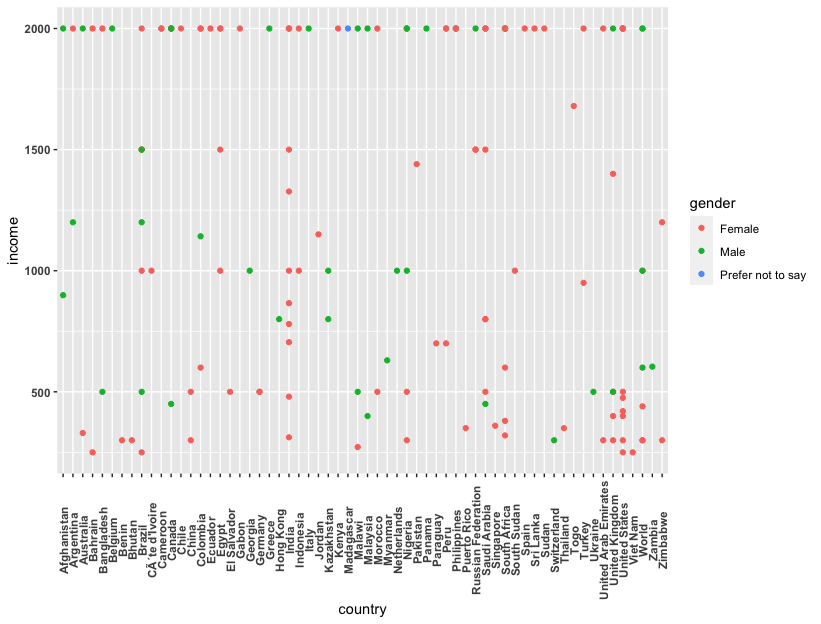 2000
1500
1000
500
income
Afghanistan
Argentina
Australia
Bahrain
Bangladesh
Belgium
Benin
Bhutan
Brazil
CÃ´te d'Ivoire
Cameroon
Canada
Chile
China
Colombia
Ecuador
Egypt
El Salvador
Gabon
Georgia
Germany
Greece
Hong Kong
India
Indonesia
Italy
Jordan
Kazakhstan
Kenya
Madagascar
Malawi
Malaysia
Morocco
Myanmar
Netherlands
Nigeria
Pakistan
Panama
Paraguay
Peru
Philippines
Puerto Rico
Russian Federation
Saudi Arabia
Singapore
South Africa
South Sudan
Spain
Sri Lanka
Sudan
Switzerland
Thailand
Togo
Turkey
Ukraine
United Arab Emirates
United Kingdom
United States
Viet Nam
World
Zambia
Zimbabwe
country
gender
Female
Male
Prefer not to say